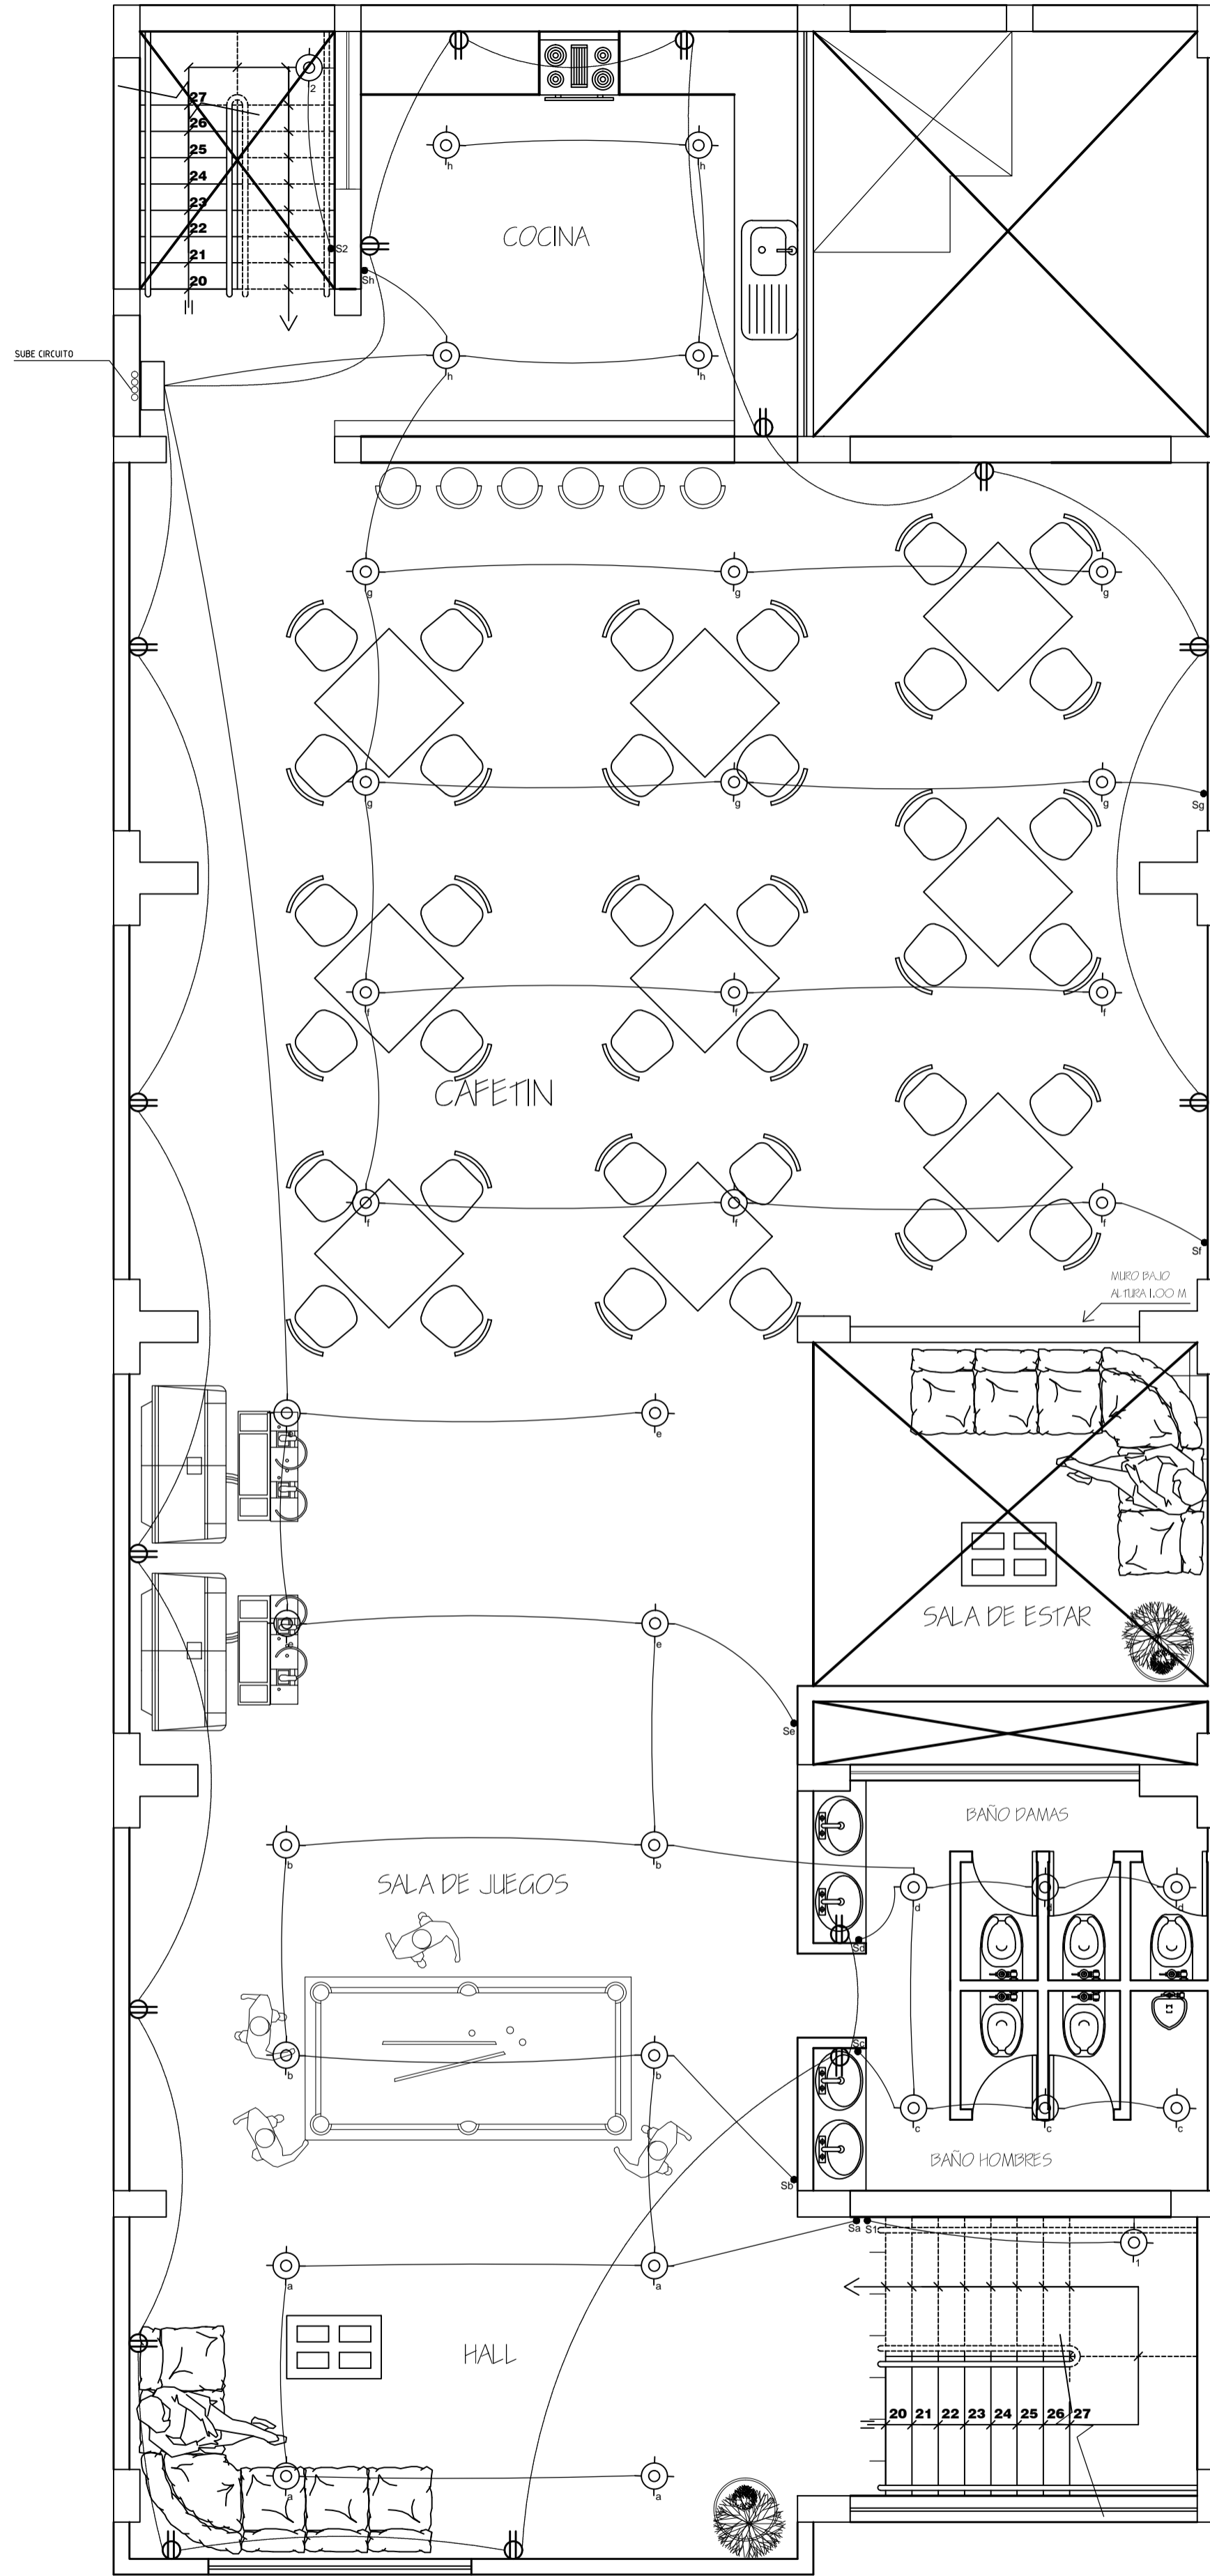 2
27
26
25
24
23
22
21
20
S2
Sh
h
h
COCINA
h
h
SUBE CIRCUITO
g
g
g
g
g
g
Sg
f
f
f
CAFETIN
f
f
f
Sf
MURO BAJO
ALTURA 1.00 M
e
e
e
e
SALA DE ESTAR
Se
BAÑO DAMAS
b
b
SALA DE JUEGOS
d
d
d
Sd
Sc
b
b
c
c
c
BAÑO HOMBRES
Sb
Sa S1
1
a
a
HALL
20 21 22 23 24 25 26 27
a
a